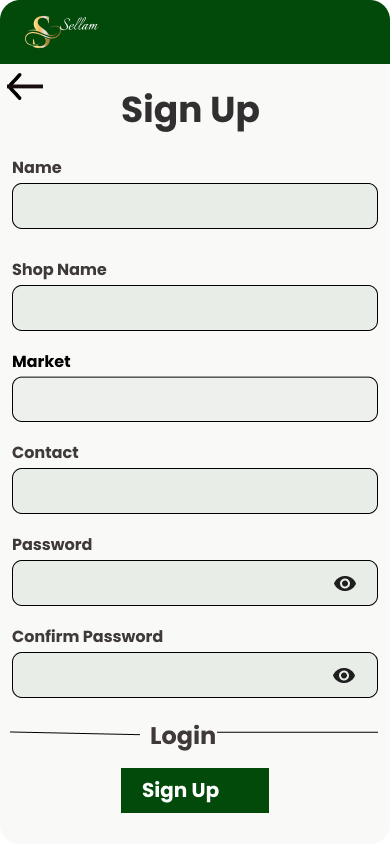 Sellam
Sign Up
Name
Shop Name
Market
Contact
Password
Confirm Password
Login
Sign Up